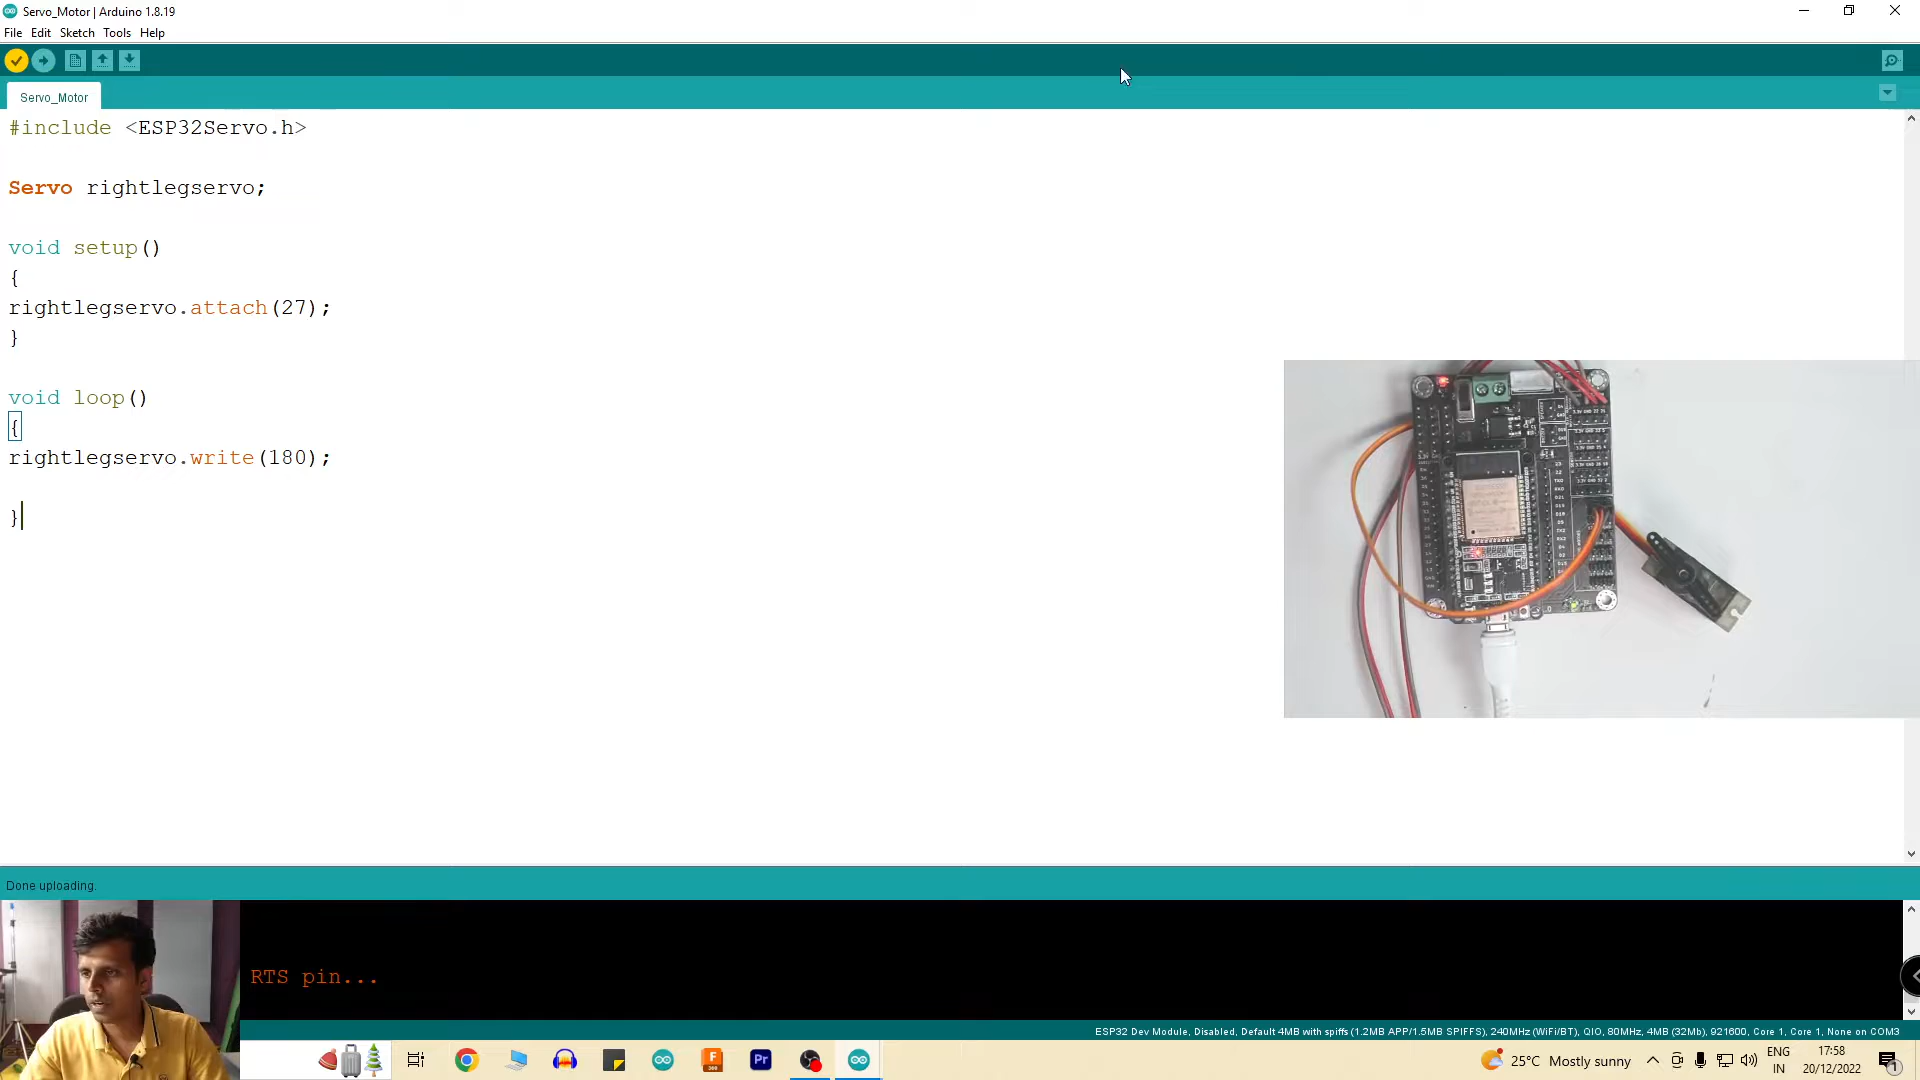 Servo_Motor | Arduino 1.8.19
File Edit Sketch Tools Help
Servo_Motor
#include <ESP32Servo.h>
Servo rightlegservo;
void setup()
{
rightlegservo.attach(27);
}
void loop()
{
rightlegservo.write(180);
}
Done uploading.
RTS pin...
ESP32 Dev Module, Disabled, Default 4MB with spiffs (1.2MB APP/1.5MB SPIFFS), 240MHz (WiFi/BT), QIO, 80MHz, 4MB (32Mb), 921600, Core 1, Core 1, None on COM3
Pr
25°C Mostly sunny
ENG
IN
17:58
20/12/2022
1